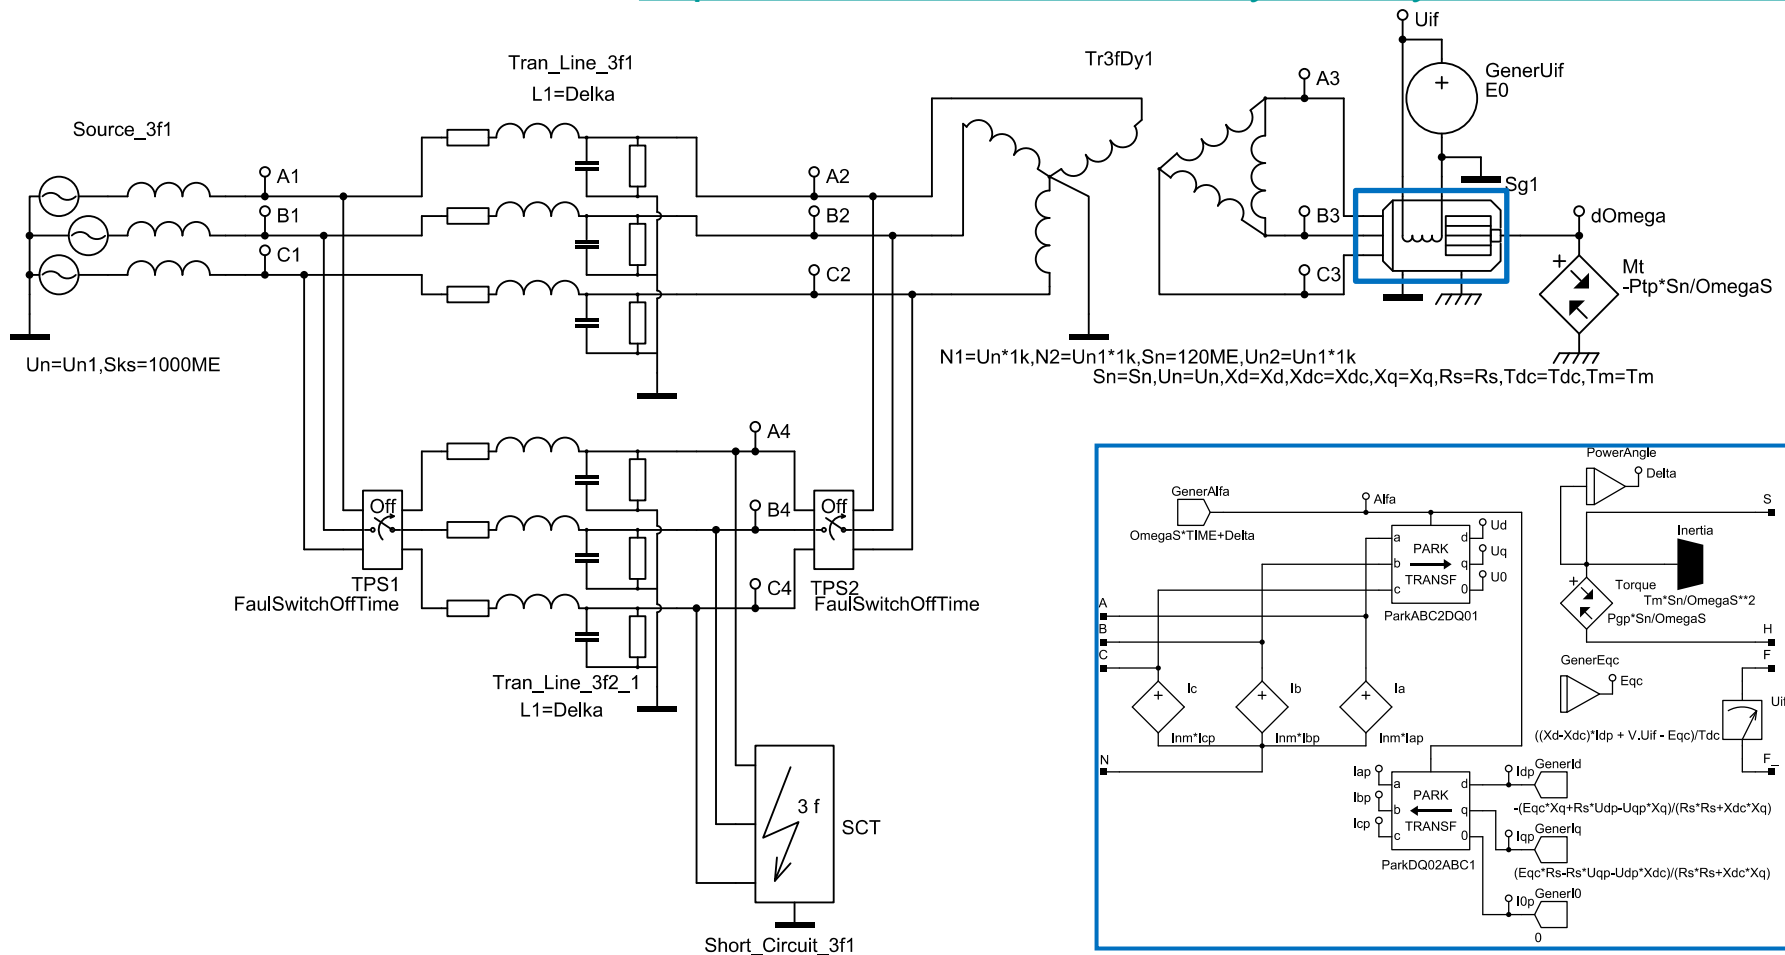 Uif
GenerUif
E0
Tran_Line_3f1
L1=Delka
Tr3fDy1
Source_3f1
A1
B1
C1
A2
B2
C2
A3
B3
C3
Sg1
dOmega
Mt
-Ptp*Sn/OmegaS
Un=Un1,Sks=1000ME
N1=Un*1k,N2=Un1*1k,Sn=120ME,Un2=Un1*1k
Sn=Sn,Un=Un,Xd=Xd,Xdc=Xdc,Xq=Xq,Rs=Rs,Tdc=Tdc,Tm=Tm
A4
B4
C4
Off
TPS1
FaulSwitchOffTime
Off
TPS2
FaulSwitchOffTime
Tran_Line_3f2_1
L1=Delka
3 f
SCT
Short_Circuit_3f1
PowerAngle
Delta
GenerAlfa
OmegaS*TIME+Delta
Alfa
S
a
b
c
PARK
TRANSF
d
q
0
Ud
Uq
U0
ParkABC2DQ01
Inertia
Torque
Tm*Sn/OmegaS**2
Pgp*Sn/OmegaS
A
B
C
N
H
F
GenerEqc
Eqc
Ic
Ib
Ia
Inm*Icp
Inm*Ibp
Inm*Iap
((Xd-Xdc)*Idp + V.Uif - Eqc)/Tdc
Uif
F_
Iap
Ibp
Icp
a
b
c
PARK
TRANSF
d
q
0
ParkDQ02ABC1
Idp
GenerId
-(Eqc*Xq+Rs*Udp-Uqp*Xq)/(Rs*Rs+Xdc*Xq)
Iqp
GenerIq
(Eqc*Rs-Rs*Uqp-Udp*Xdc)/(Rs*Rs+Xdc*Xq)
I0p
GenerI0
0